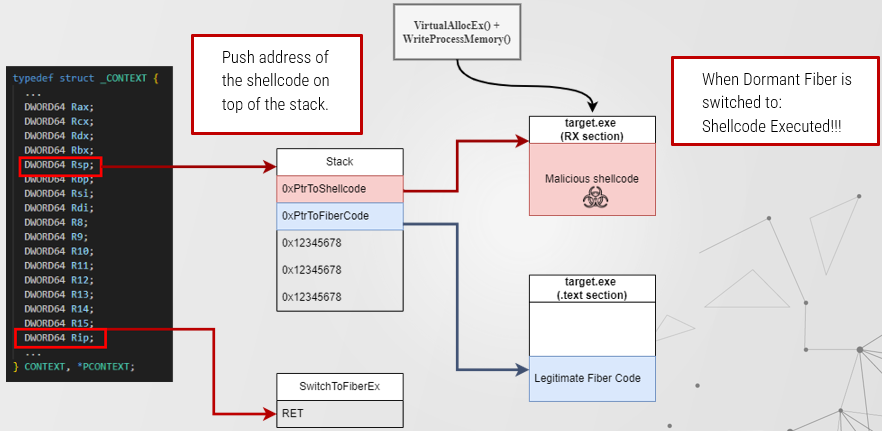 VirtualAllocEx() +
WriteProcessMemory()
Push address of
the shellcode on
top of the stack.
When Dormant Fiber is
switched to:
Shellcode Executed!!!
typedef struct _CONTEXT {
...
DWORD64 Rax;
DWORD64 Rcx;
DWORD64 Rdx;
DWORD64 Rbx;
DWORD64 Rsp;
DWORD64 Rbp;
DWORD64 Rsi;
DWORD64 Rdi;
DWORD64 R8;
DWORD64 R9;
DWORD64 R10;
DWORD64 R11;
DWORD64 R12;
DWORD64 R13;
DWORD64 R14;
DWORD64 R15;
DWORD64 Rip;
...
} CONTEXT, *PCONTEXT;
Stack
0xPtrToShellcode
0xPtrToFiberCode
0x12345678
0x12345678
0x12345678
SwitchToFiberEx
RET
target.exe
(RX section)
Malicious shellcode
target.exe
(.text section)
Legitimate Fiber Code